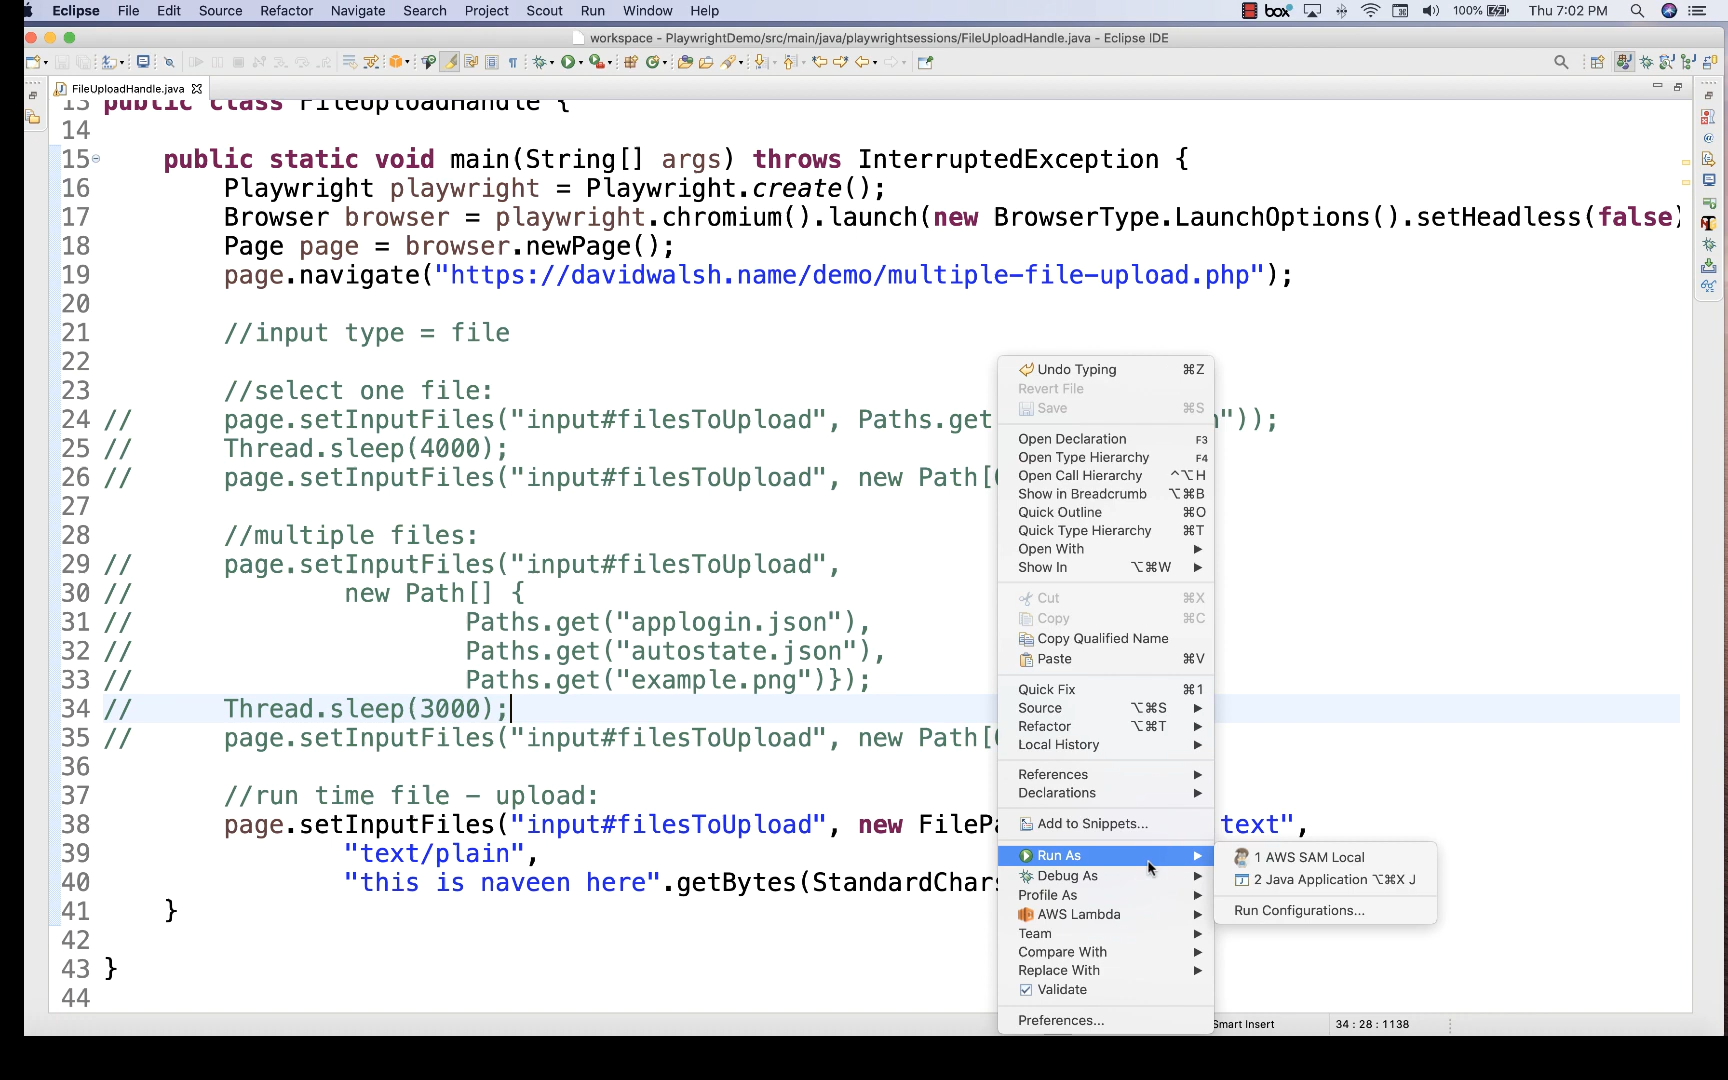 Eclipse File Edit Source Refactor Navigate Search Project Scout Run Window Help
box 100% Thu 7:02 PM
workspace - PlaywrightDemo/src/main/java/playwrightsessions/FileUploadHandle.java - Eclipse IDE
FileUploadHandle.java
13 public class FileUploadHandle {
14
15 public static void main(String[] args) throws InterruptedException {
16 Playwright playwright = Playwright.create();
17 Browser browser = playwright.chromium().launch(new BrowserType.LaunchOptions().setHeadless(false)
18 Page page = browser.newPage();
19 page.navigate("https://davidwalsh.name/demo/multiple-file-upload.php");
20
21 //input type = file
22
23 //select one file:
24 // page.setInputFiles("input#filesToUpload", Paths.get n"));
25 // Thread.sleep(4000);
26 // page.setInputFiles("input#filesToUpload", new Path[
27
28 //multiple files:
29 // page.setInputFiles("input#filesToUpload",
30 // new Path[] {
31 // Paths.get("applogin.json"),
32 // Paths.get("autostate.json"),
33 // Paths.get("example.png")});
34 // Thread.sleep(3000);
35 // page.setInputFiles("input#filesToUpload", new Path[
36
37 //run time file – upload:
38 page.setInputFiles("input#filesToUpload", new FilePa text",
39 "text/plain",
40 "this is naveen here".getBytes(StandardChars
41 }
42
43 }
44
Undo Typing ⌘Z
Revert File
Save ⌘S
Open Declaration F3
Open Type Hierarchy F4
Open Call Hierarchy ^⌥H
Show in Breadcrumb ⌥⌘B
Quick Outline ⌘O
Quick Type Hierarchy ⌘T
Open With
Show In ⌥⌘W
Cut ⌘X
Copy ⌘C
Copy Qualified Name
Paste ⌘V
Quick Fix ⌘1
Source ⌥⌘S
Refactor ⌥⌘T
Local History
References
Declarations
Add to Snippets...
Run As
Debug As
Profile As
AWS Lambda
Team
Compare With
Replace With
Validate
Preferences...
1 AWS SAM Local
2 Java Application ⌥⌘X J
Run Configurations...
Smart Insert 34 : 28 : 1138